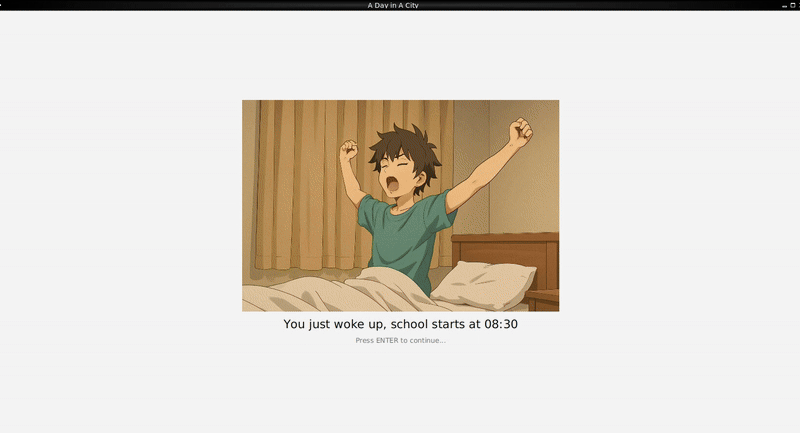 A Day in A City
You just woke up, school starts at 08:30
Press ENTER to continue...